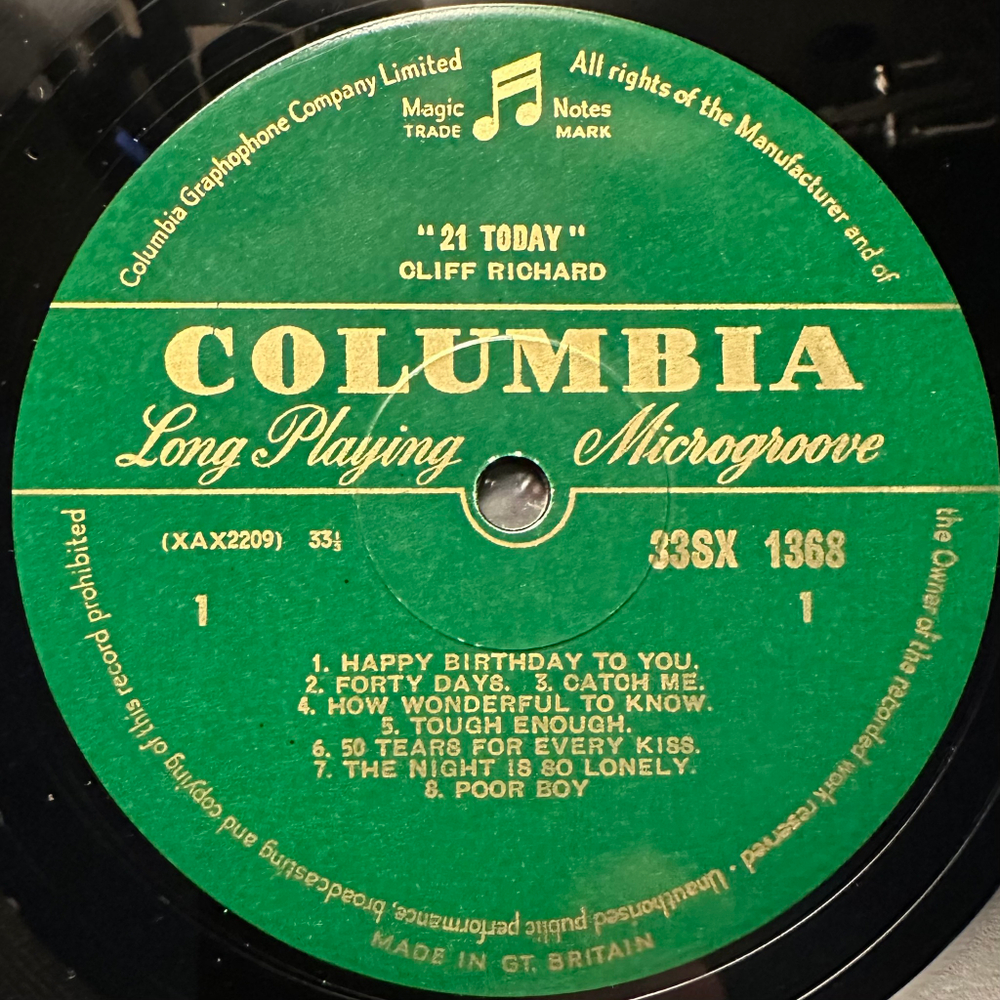 Columbia Graphophone Company Limited
All rights of the Manufacturer and of
the Owner of the recorded work reserved · Unauthorised public performance, broadcasting and copying of this record prohibited
Magic Notes
TRADE MARK
"21 TODAY"
CLIFF RICHARD
COLUMBIA
Long Playing Microgroove
(XAX2209) 33⅓ 33SX 1368
1 1
1. HAPPY BIRTHDAY TO YOU.
2. FORTY DAYS. 3. CATCH ME.
4. HOW WONDERFUL TO KNOW.
5. TOUGH ENOUGH.
6. 50 TEARS FOR EVERY KISS.
7. THE NIGHT IS SO LONELY.
8. POOR BOY
MADE IN GT. BRITAIN